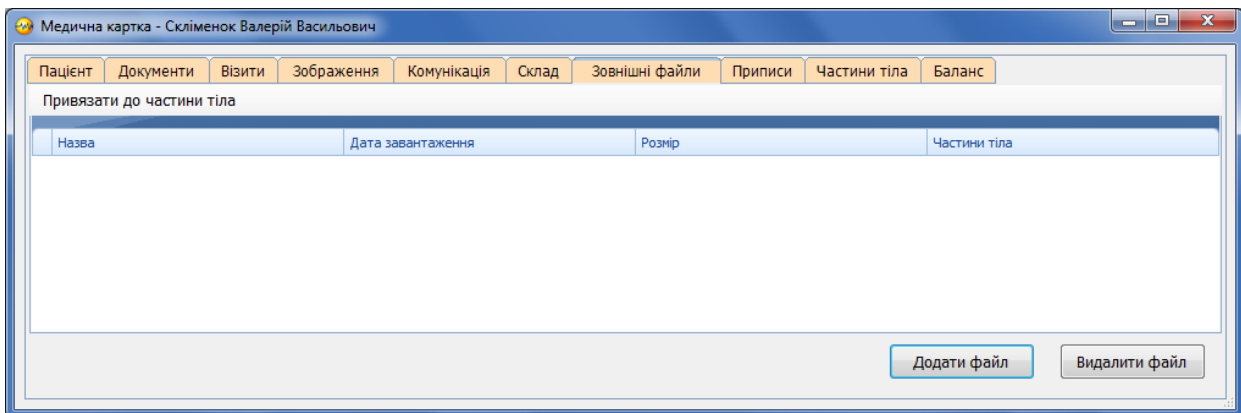 Медична картка - Скліменок Валерій Васильович
Пацієнт Документи Візити Зображення Комунікація Склад Зовнішні файли Приписи Частини тіла Баланс
Привязати до частини тіла
Назва Дата завантаження Розмір Частини тіла
Додати файл Видалити файл